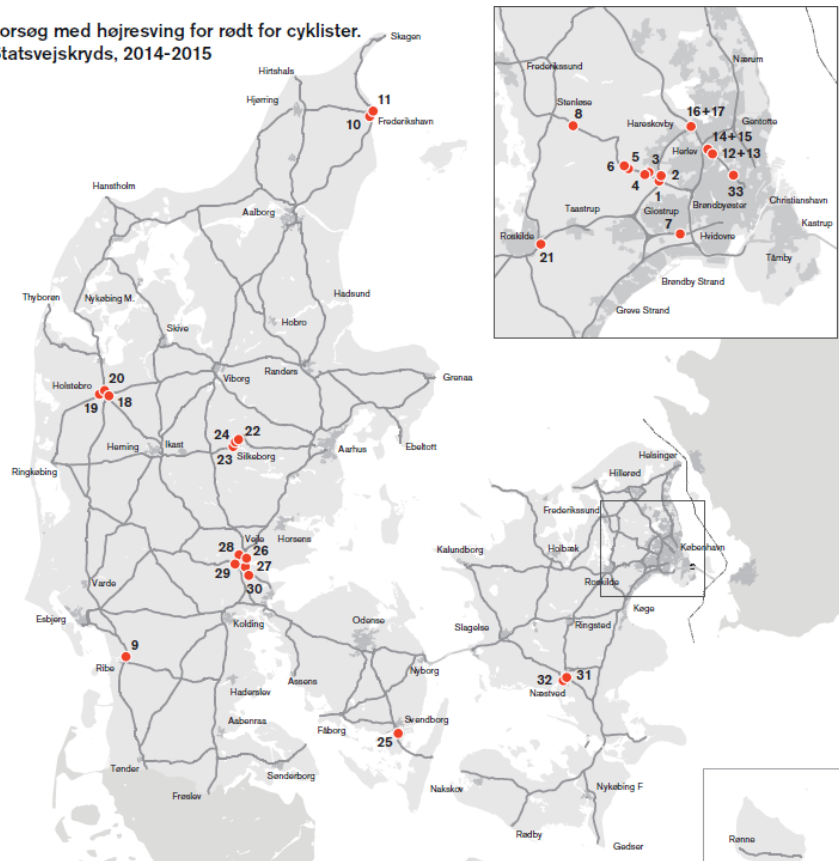 orsøg med højresving for rødt for cyklister.
Statsvejskryds, 2014-2015
Skagen
Hirtshals
Hjørring
11
10
Frederikshavn
Hanstholm
Aalborg
Thyborøn
Nykøbing M.
Hadsund
Skive
Hobro
Viborg
Randers
Grenaa
20
Holstebro
19
18
24
22
23
Silkeborg
Herning
Ikast
Aarhus
Ebeltoft
Ringkøbing
Vejle
Horsens
28
26
29
27
30
Varde
Esbjerg
Kolding
Odense
9
Ribe
Nyborg
Assens
Haderslev
Aabenraa
Fåborg
Svendborg
25
Tønder
Sønderborg
Frøslev
Nærum
Frederikssund
Stenløse
8
16+17
Hareskovby
Gentofte
14+15
Herlev
12+13
5
3
6
4
2
1
33
Brøndbyøster
Christianshavn
Taastrup
Glostrup
Kastrup
7
Hvidovre
Roskilde
21
Tårnby
Brøndby Strand
Greve Strand
Helsingør
Hillerød
Frederikssund
Holbæk
København
Kalundborg
Roskilde
Køge
Slagelse
Ringsted
32
31
Næstved
Nakskov
Nykøbing F
Rødby
Gedser
Rønne